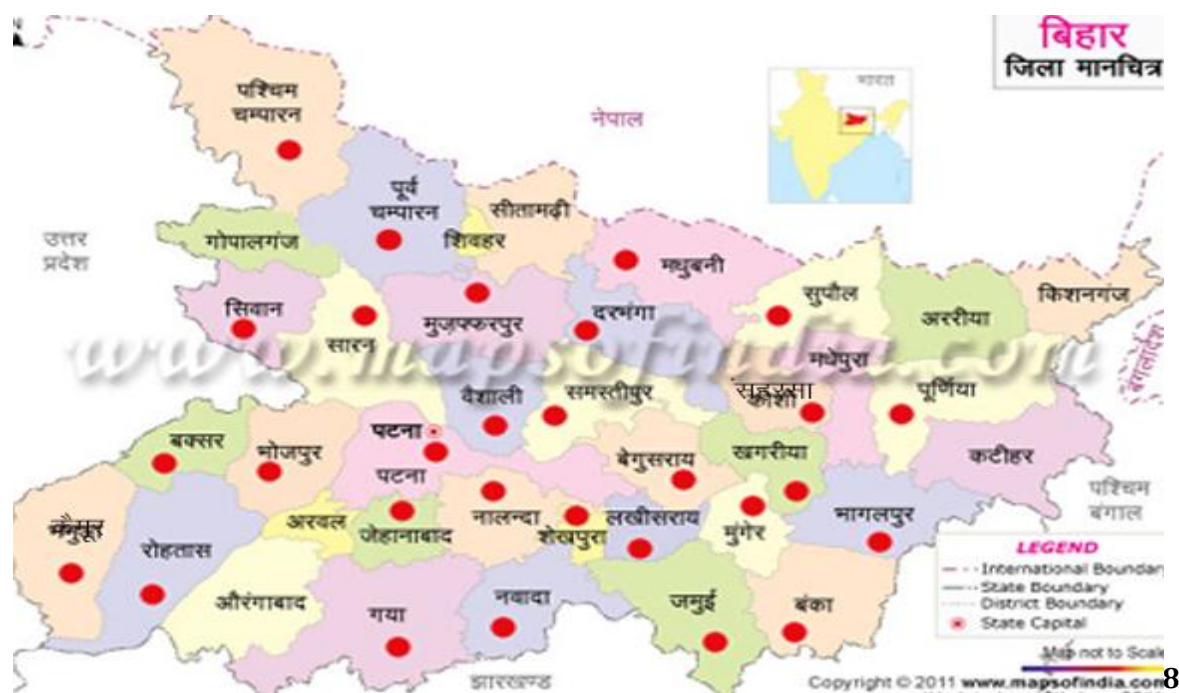 बिहार
जिला मानचित्र
भारत
नेपाल
पश्चिम
चम्पारन
पूर्व
चम्पारन
सीतामढ़ी
शिवहर
गोपालगंज
उत्तर
प्रदेश
मधुबनी
सिवान
सारन
मुज़फ्फरपुर
दरभंगा
सुपौल
अररीया
किशनगंज
बंगलादेश
www.mapsofindia.com
मधेपुरा
सहरसा
पूर्णिया
वैशाली
समस्तीपुर
बक्सर
भोजपुर
पटना
पटना
बेगुसराय
खगरीया
कटीहर
पश्चिम
बंगाल
रोहतास
अरवल
जेहानाबाद
नालन्दा
शेखपुरा
लखीसराय
मुंगेर
भागलपुर
औरंगाबाद
गया
नवादा
जमुई
बंका
झारखण्ड
LEGEND
International Boundary
State Boundary
District Boundary
State Capital
Map not to Scale
Copyright © 2011 www.mapsofindia.com
8